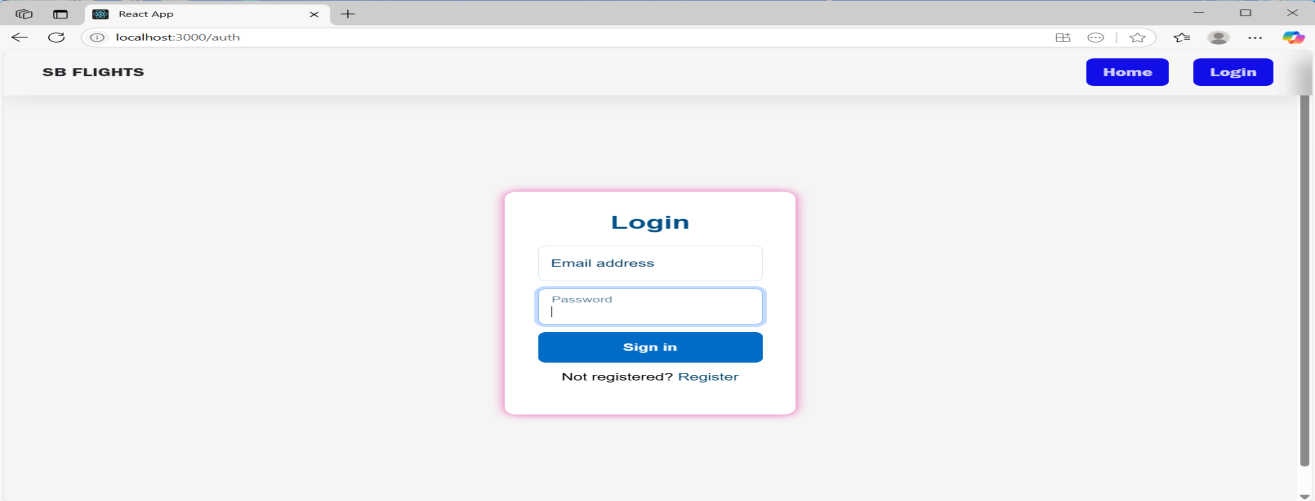 React App
localhost:3000/auth
SB FLIGHTS
Home
Login
Login
Email address
Password
Sign in
Not registered? Register